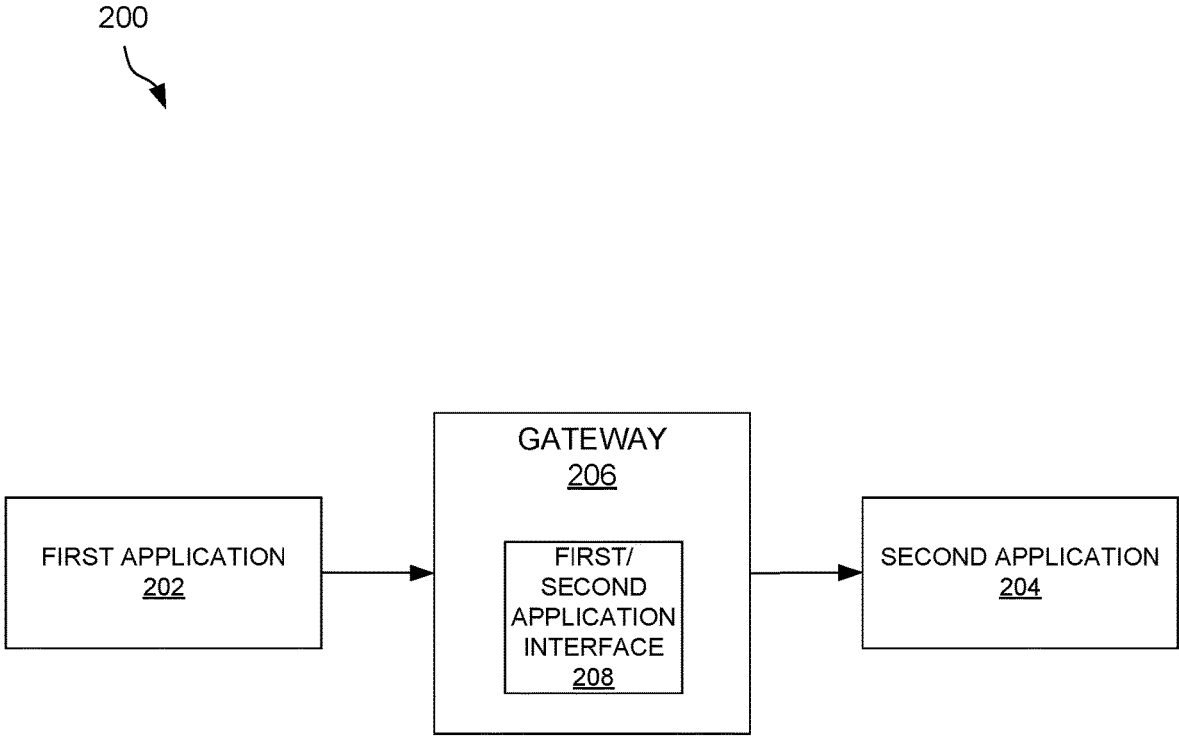 200
GATEWAY
206
FIRST APPLICATION
202
FIRST/
SECOND
APPLICATION
INTERFACE
208
SECOND APPLICATION
204